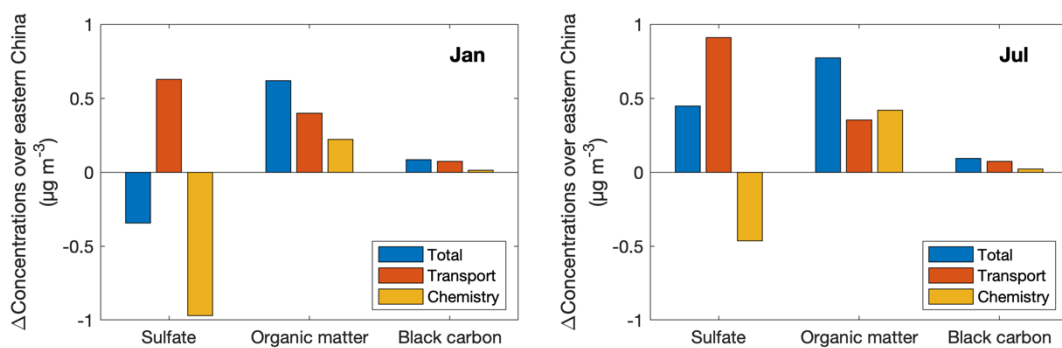 ΔConcentrations over eastern China
(μg m⁻³)
1
0.5
0
-0.5
-1
Jan
Total
Transport
Chemistry
Sulfate
Organic matter
Black carbon
ΔConcentrations over eastern China
(μg m⁻³)
1
0.5
0
-0.5
-1
Jul
Total
Transport
Chemistry
Sulfate
Organic matter
Black carbon